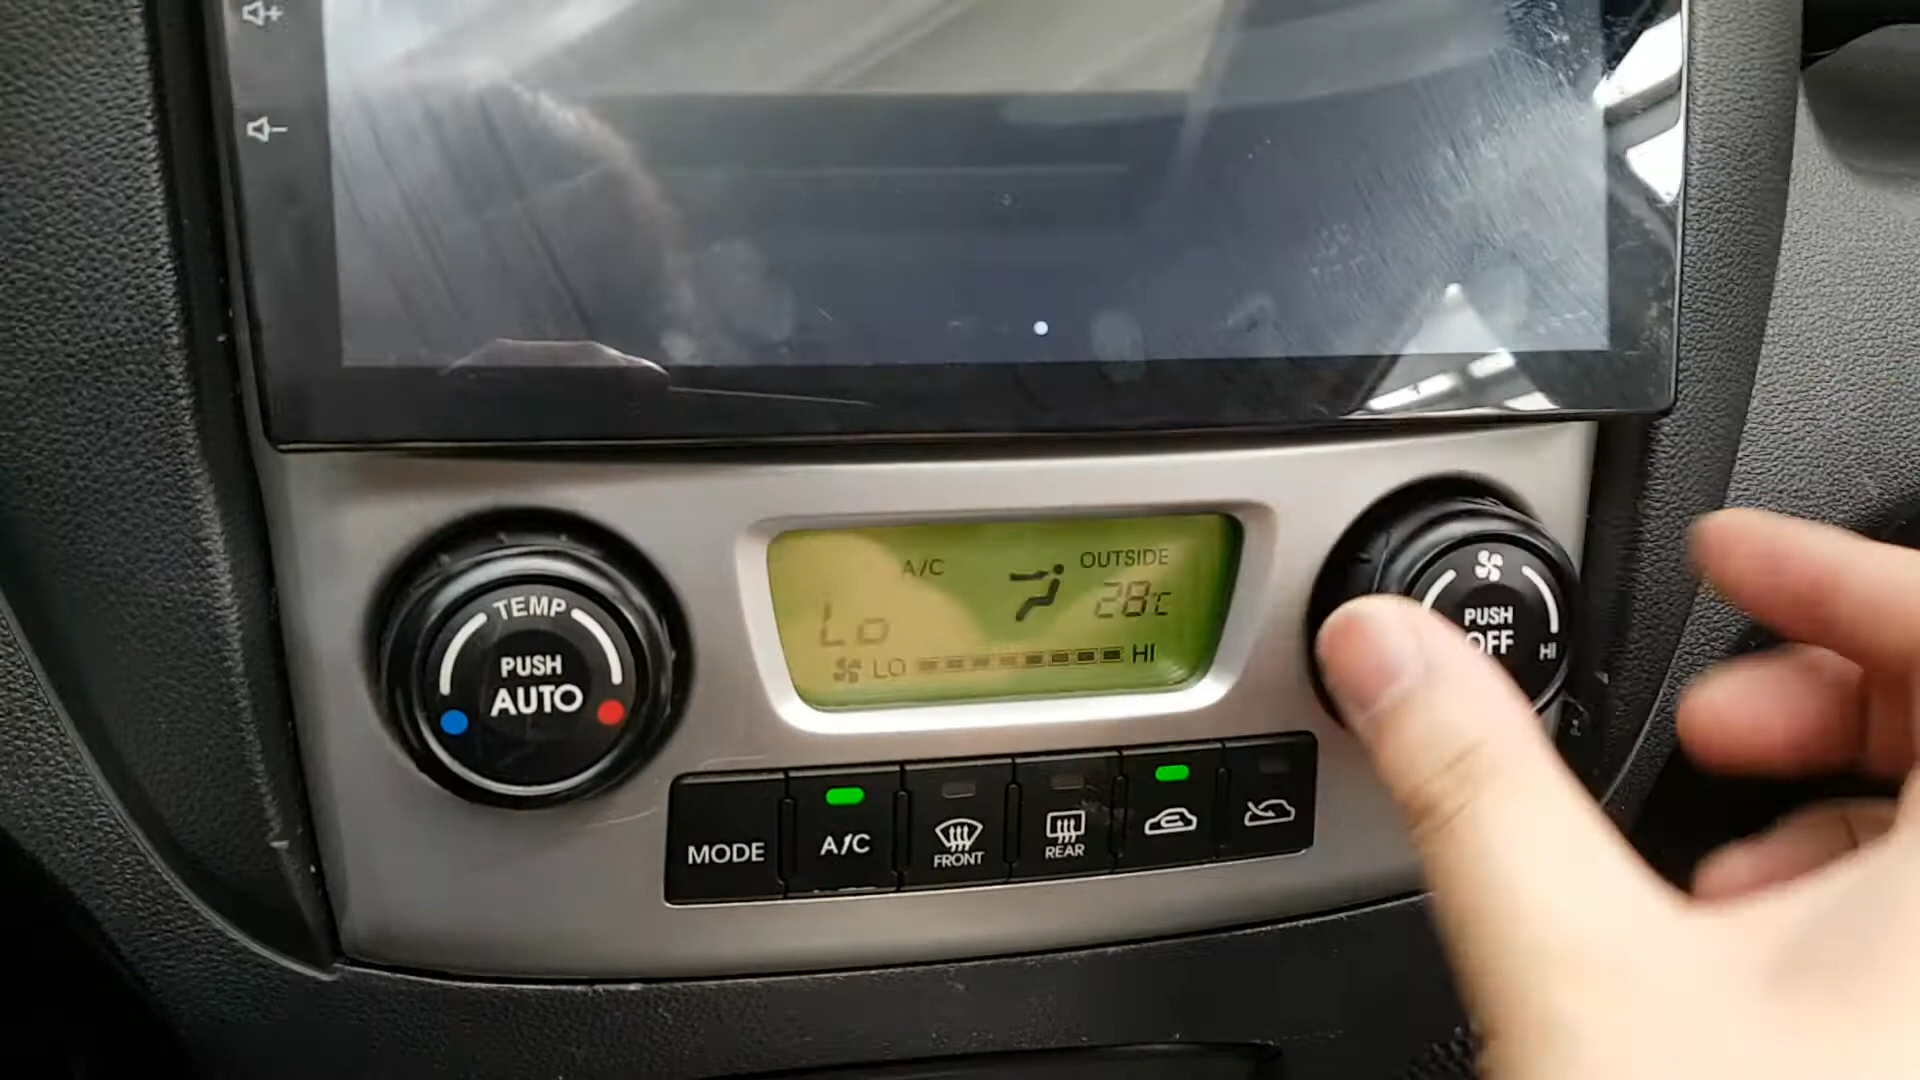 A/C
OUTSIDE
Lo
28°C
LO
HI
TEMP
PUSH
AUTO
PUSH
OFF
HI
MODE
A/C
FRONT
REAR